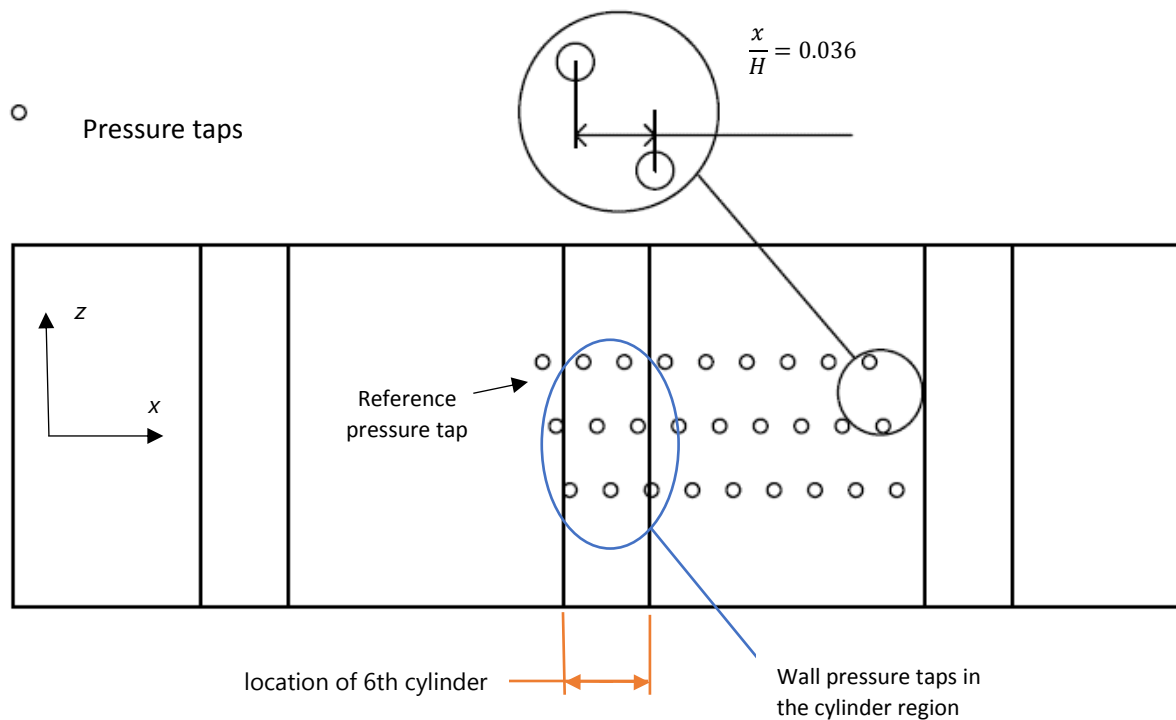 x/H = 0.036
Pressure taps
z
x
Reference
pressure tap
location of 6th cylinder
Wall pressure taps in
the cylinder region